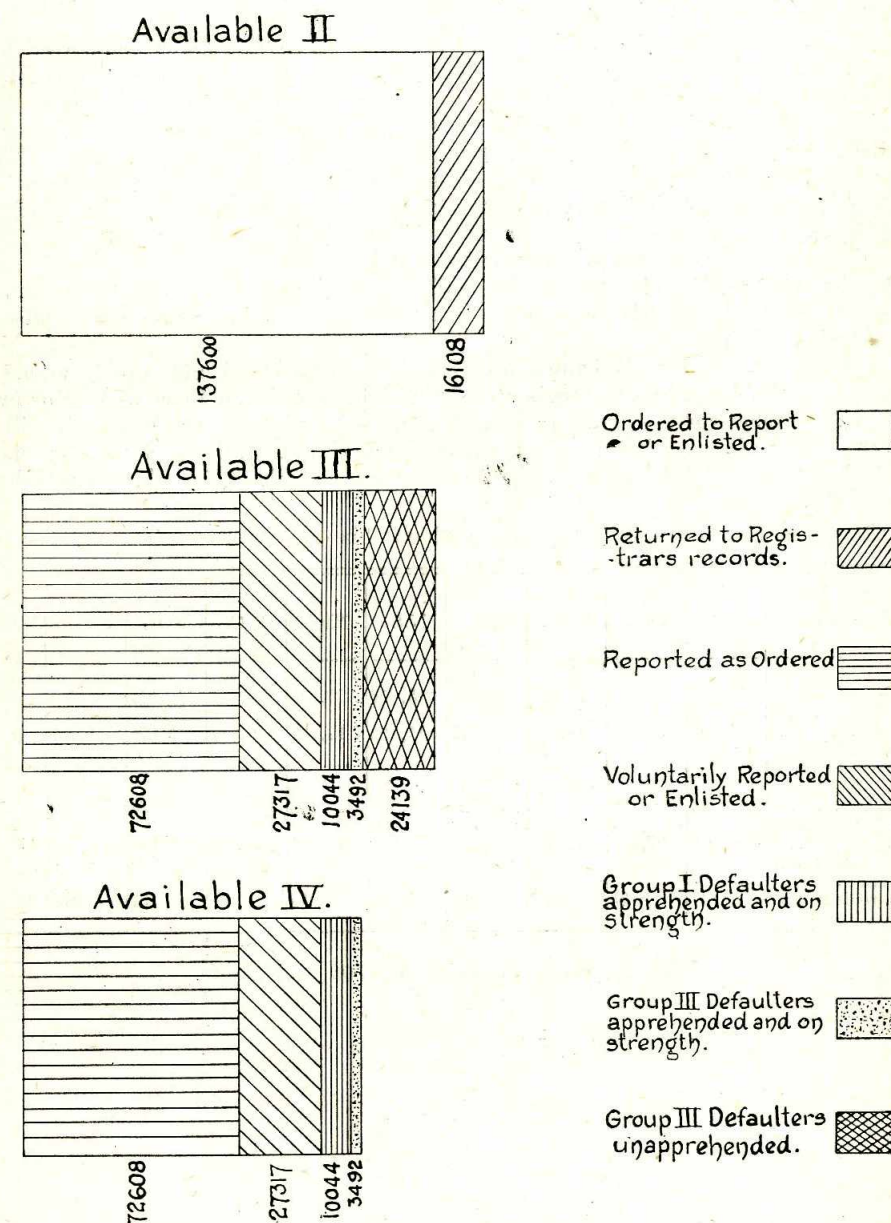 Available II
137600
16108
Available III.
72608
27317
10044
3492
24139
Available IV.
72608
27317
10044
3492
Ordered to Report
or Enlisted.
Returned to Regis-
-trars records.
Reported as Ordered
Voluntarily Reported
or Enlisted.
Group I Defaulters
apprehended and on
strength.
Group III Defaulters
apprehended and on
strength.
Group III Defaulters
unapprehended.